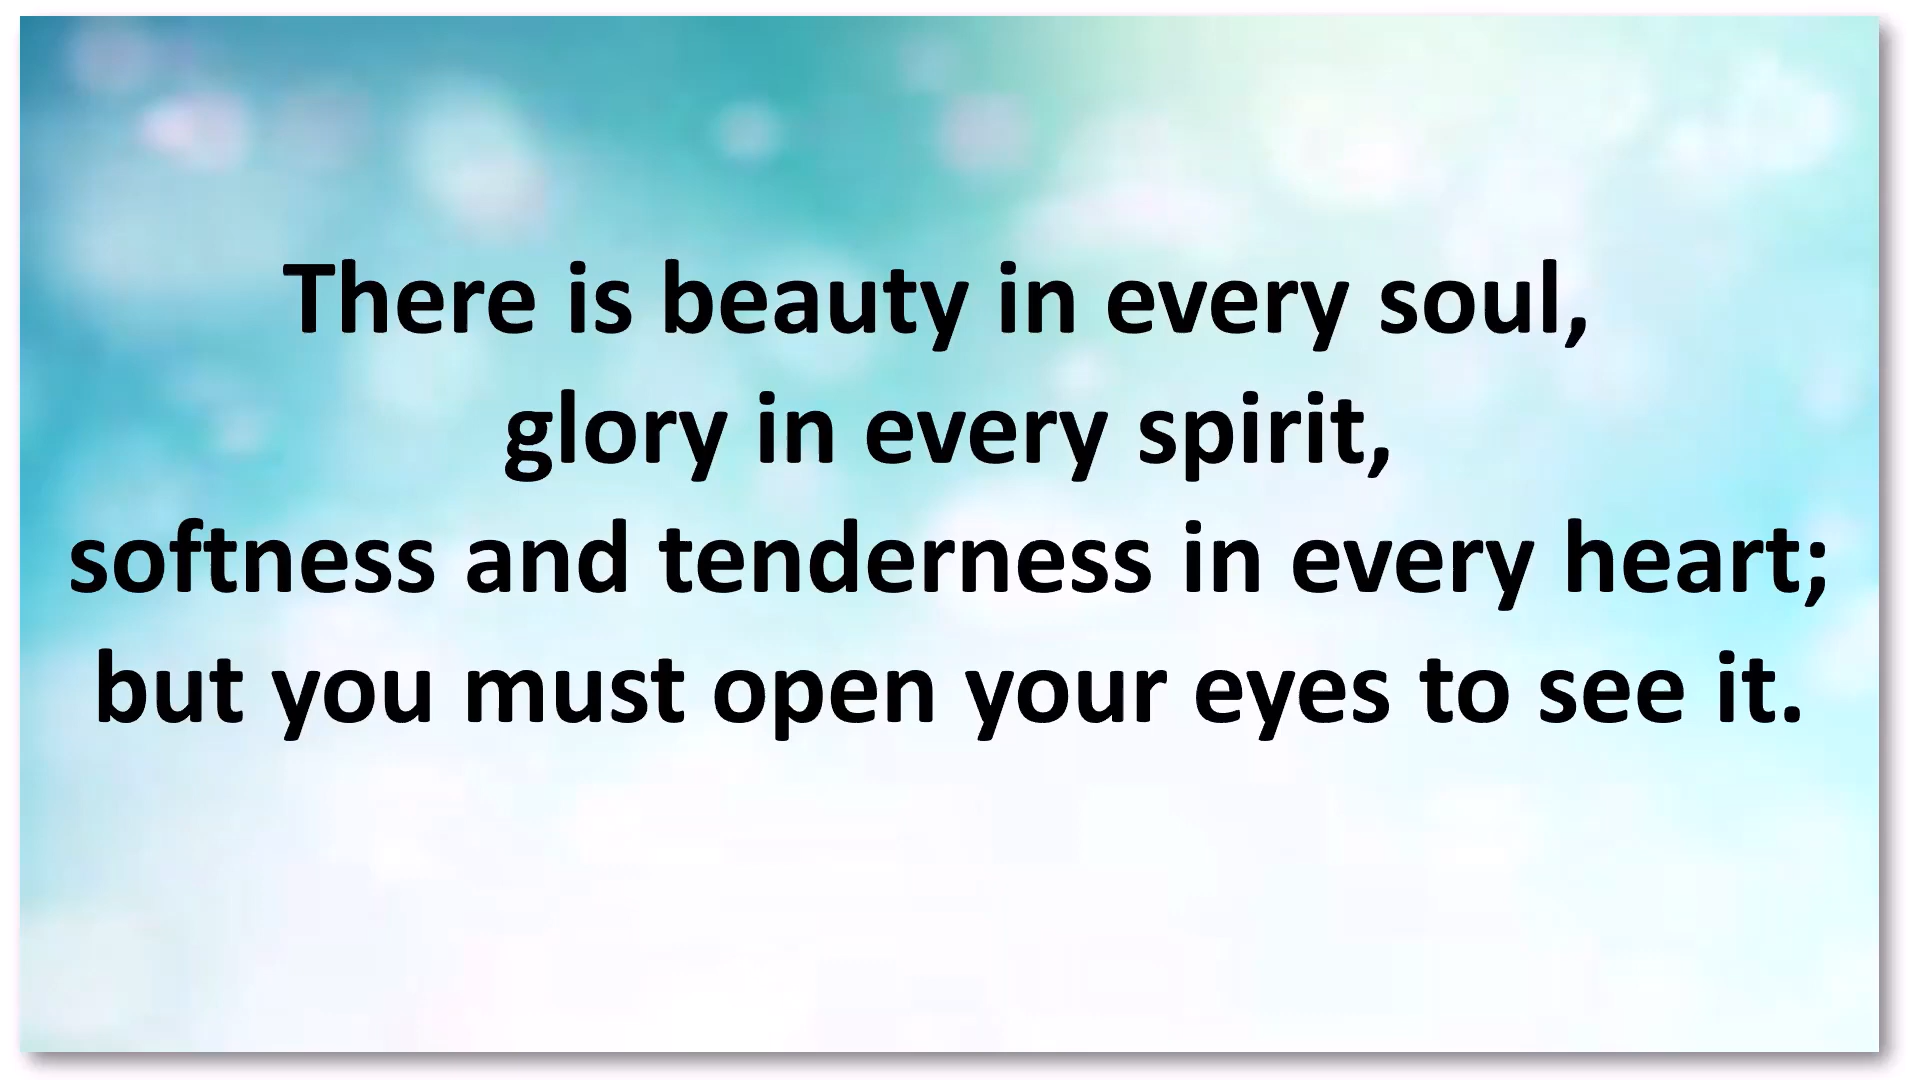 There is beauty in every soul,
glory in every spirit,
softness and tenderness in every heart;
but you must open your eyes to see it.